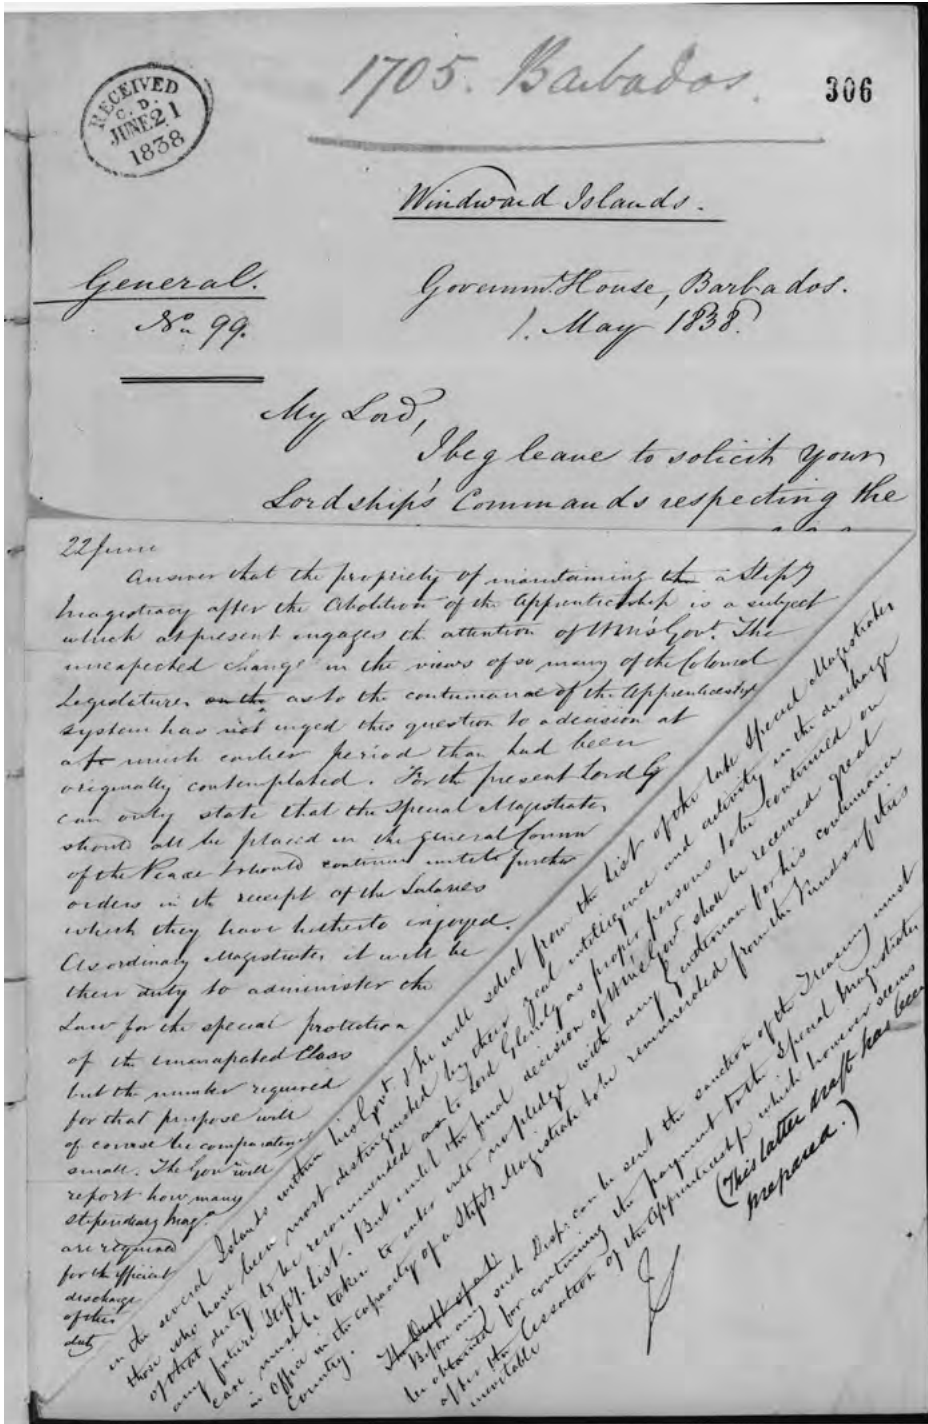 1705. Barbados.
306
RECEIVED
C. D.
JUNE 21
1838
Windward Islands.
General.
No 99.
Governmt. House, Barbados.
1. May 1838.
My Lord,
I beg leave to solicit your
Lordship's Commands respecting the
22 June
Answer that the propriety of maintaining the a Stipy
Magistracy after the Abolition of the Apprenticeship is a subject
which at present engages the attention of HM's Govt. The
unexpected change in the views of so many of the Colonial
Legislatures on the as to the continuance of the Apprenticeship
system has not urged this question to a decision at
a much earlier period than had been
originally contemplated. For the present Lord G
can only state that the Special Magistrates
should all be placed in the general Commn
of the Peace & should continue until further
orders in the receipt of the Salaries
which they have hitherto enjoyed.
As ordinary Magistrates it will be
their duty to administer the
Law for the special protection
of the emancipated Class
but the number required
for that purpose will
of course be comparatively
small. The Govr will
report how many
Stipendiary Mags
are required
for the efficient
discharge
of this
duty
in the several Islands within his Govt. & he will select from the list of the late Special Magistrates
those who have been most distinguished by their zeal intelligence and activity in the discharge
of that duty to be recommended to Lord Glenelg as proper persons to be continued on
any future Stipy. List. But until the final decision of HM's Govt shall be received great
care must be taken to enter into no pledge with any Gentleman for his continuance
in Office in the capacity of a Stipy Magistrate to be remunerated from the Funds of this
Country.
The Draft
Before any such Disp: can be sent the sanction of the Treasury must
be obtained for continuing the payment to the Special Magistrates
after the Cessation of the Apprenticeship which however seems
inevitable
(This latter draft has been
prepared.)
JS